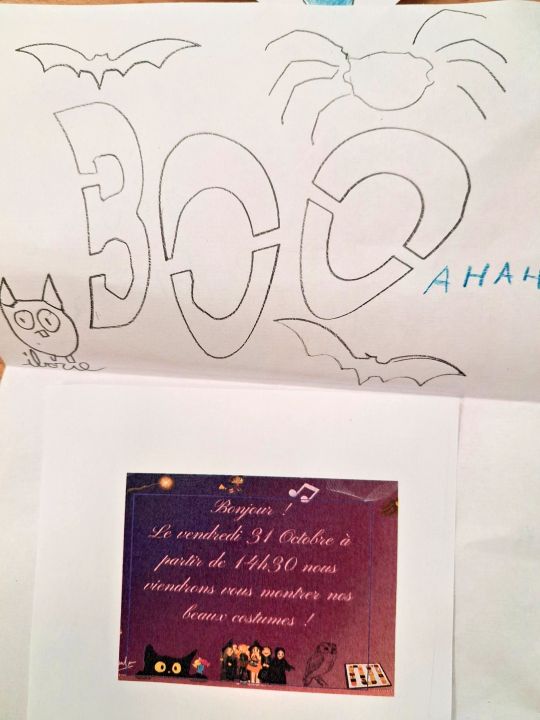 BOO
AHAH
Bonjour !
Le vendredi 31 Octobre à
partir de 14h30 nous
viendrons vous montrer nos
beaux costumes !